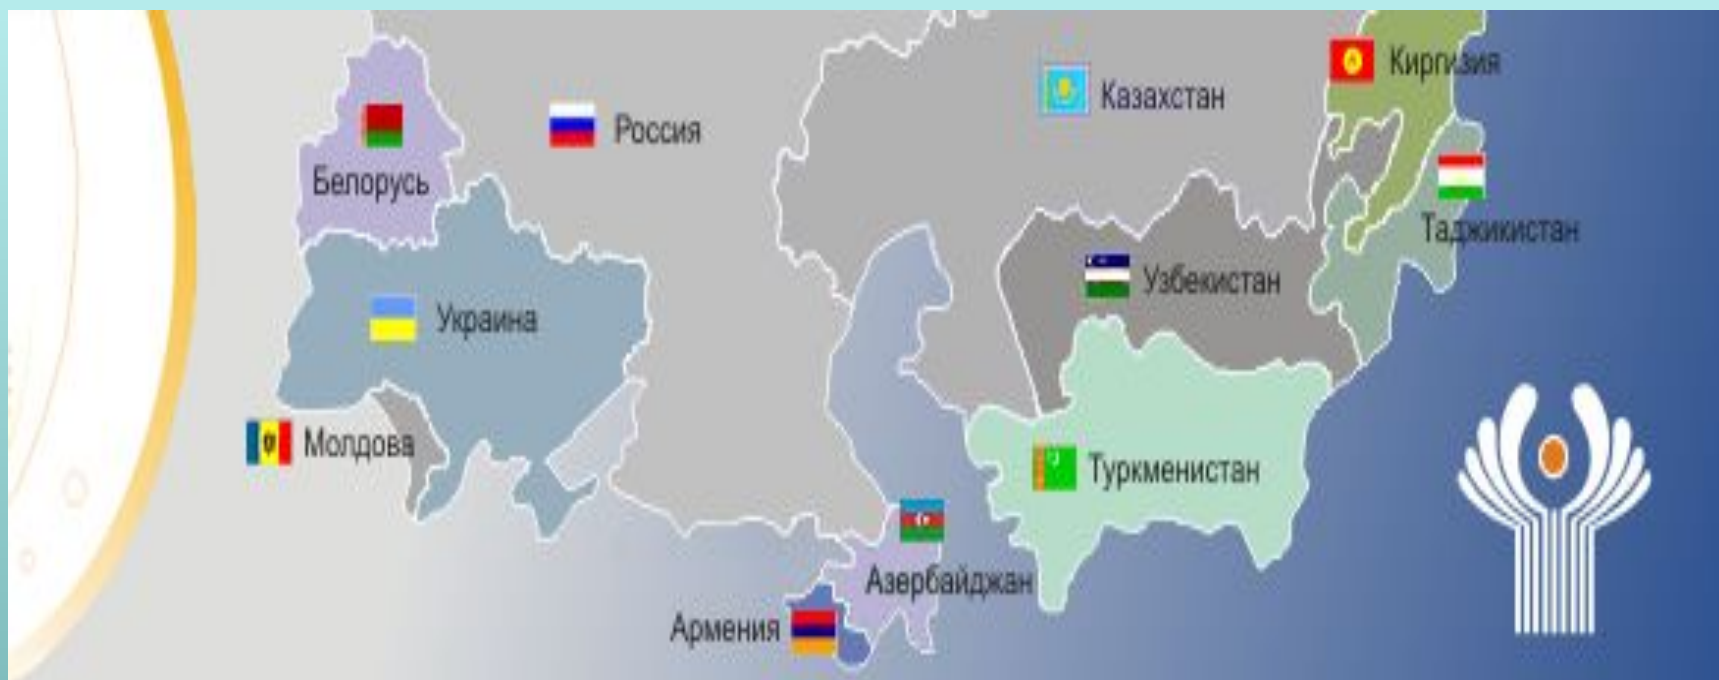 Киргизия
Казахстан
Россия
Белорусь
Таджикистан
Узбекистан
Украина
Молдова
Туркменистан
Азербайджан
Армения